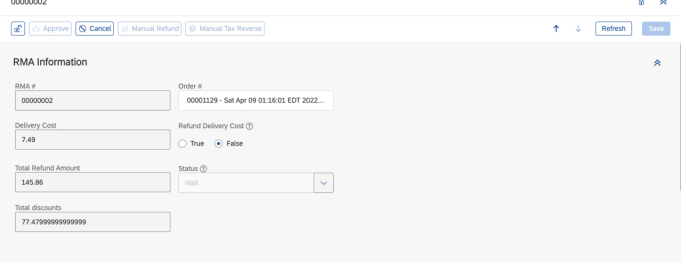 00000002
Approve Cancel Manual Refund Manual Tax Reverse Refresh Save
RMA Information
RMA # Order #
00000002 00001129 - Sat Apr 09 01:16:01 EDT 2022...
Delivery Cost Refund Delivery Cost ?
7.49 True False
Total Refund Amount Status ?
145.86 Wait
Total discounts
77.47999999999999